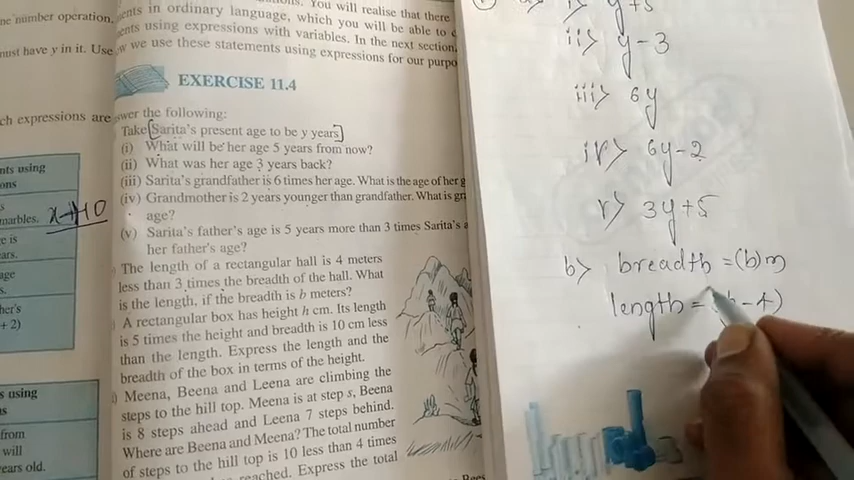 ne number operation.
must have y in it. Use
ch expressions are
nts using
ons
s
marbles.
x→10
e is
ears.
age
s.
her's
+ 2)
s using
from
will
ears old.
ents in ordinary language, which you will be able to
ents using expressions with variables. In the next section
w we use these statements using expressions for our purpo
EXERCISE 11.4
swer the following:
Take [Sarita's present age to be y years]
(i) What will be her age 5 years from now?
(ii) What was her age 3 years back?
(iii) Sarita's grandfather is 6 times her age. What is the age of her g
(iv) Grandmother is 2 years younger than grandfather. What is gra
age?
(v) Sarita's father's age is 5 years more than 3 times Sarita's a
her father's age?
The length of a rectangular hall is 4 meters
less than 3 times the breadth of the hall. What
is the length, if the breadth is b meters?
A rectangular box has height h cm. Its length
is 5 times the height and breadth is 10 cm less
than the length. Express the length and the
breadth of the box in terms of the height.
Meena, Beena and Leena are climbing the
steps to the hill top. Meena is at step s, Beena
is 8 steps ahead and Leena 7 steps behind.
Where are Beena and Meena? The total number
of steps to the hill top is 10 less than 4 times
Express the total
a> i> y+5
ii> y-3
iii> 6y
iv> 6y-2
v> 3y+5
b> breadth = (b)m
length = b-4)